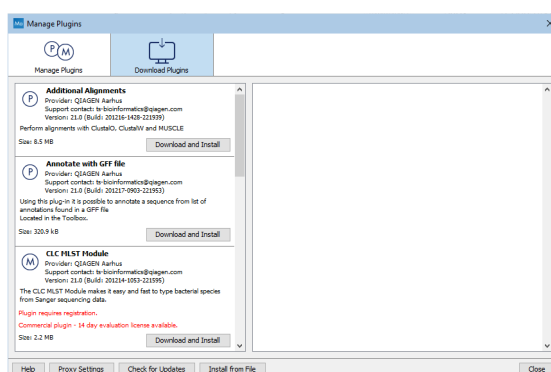 Manage Plugins
P M
Manage Plugins
Download Plugins
P
Additional Alignments
Provider: QIAGEN Aarhus
Support contact: ts-bioinformatics@qiagen.com
Version: 21.0 (Build: 201216-1428-221939)
Perform alignments with ClustalO, ClustalW and MUSCLE
Size: 8.5 MB
Download and Install
P
Annotate with GFF file
Provider: QIAGEN Aarhus
Support contact: ts-bioinformatics@qiagen.com
Version: 21.0 (Build: 201217-0903-221953)
Using this plug-in it is possible to annotate a sequence from list of
annotations found in a GFF file
Located in the Toolbox.
Size: 320.9 kB
Download and Install
M
CLC MLST Module
Provider: QIAGEN Aarhus
Support contact: ts-bioinformatics@qiagen.com
Version: 21.0 (Build: 201214-1053-221595)
The CLC MLST Module makes it easy and fast to type bacterial species
from Sanger sequencing data.
Plugin requires registration.
Commercial plugin - 14 day evaluation license available.
Size: 2.2 MB
Download and Install
Help
Proxy Settings
Check for Updates
Install from File
Close